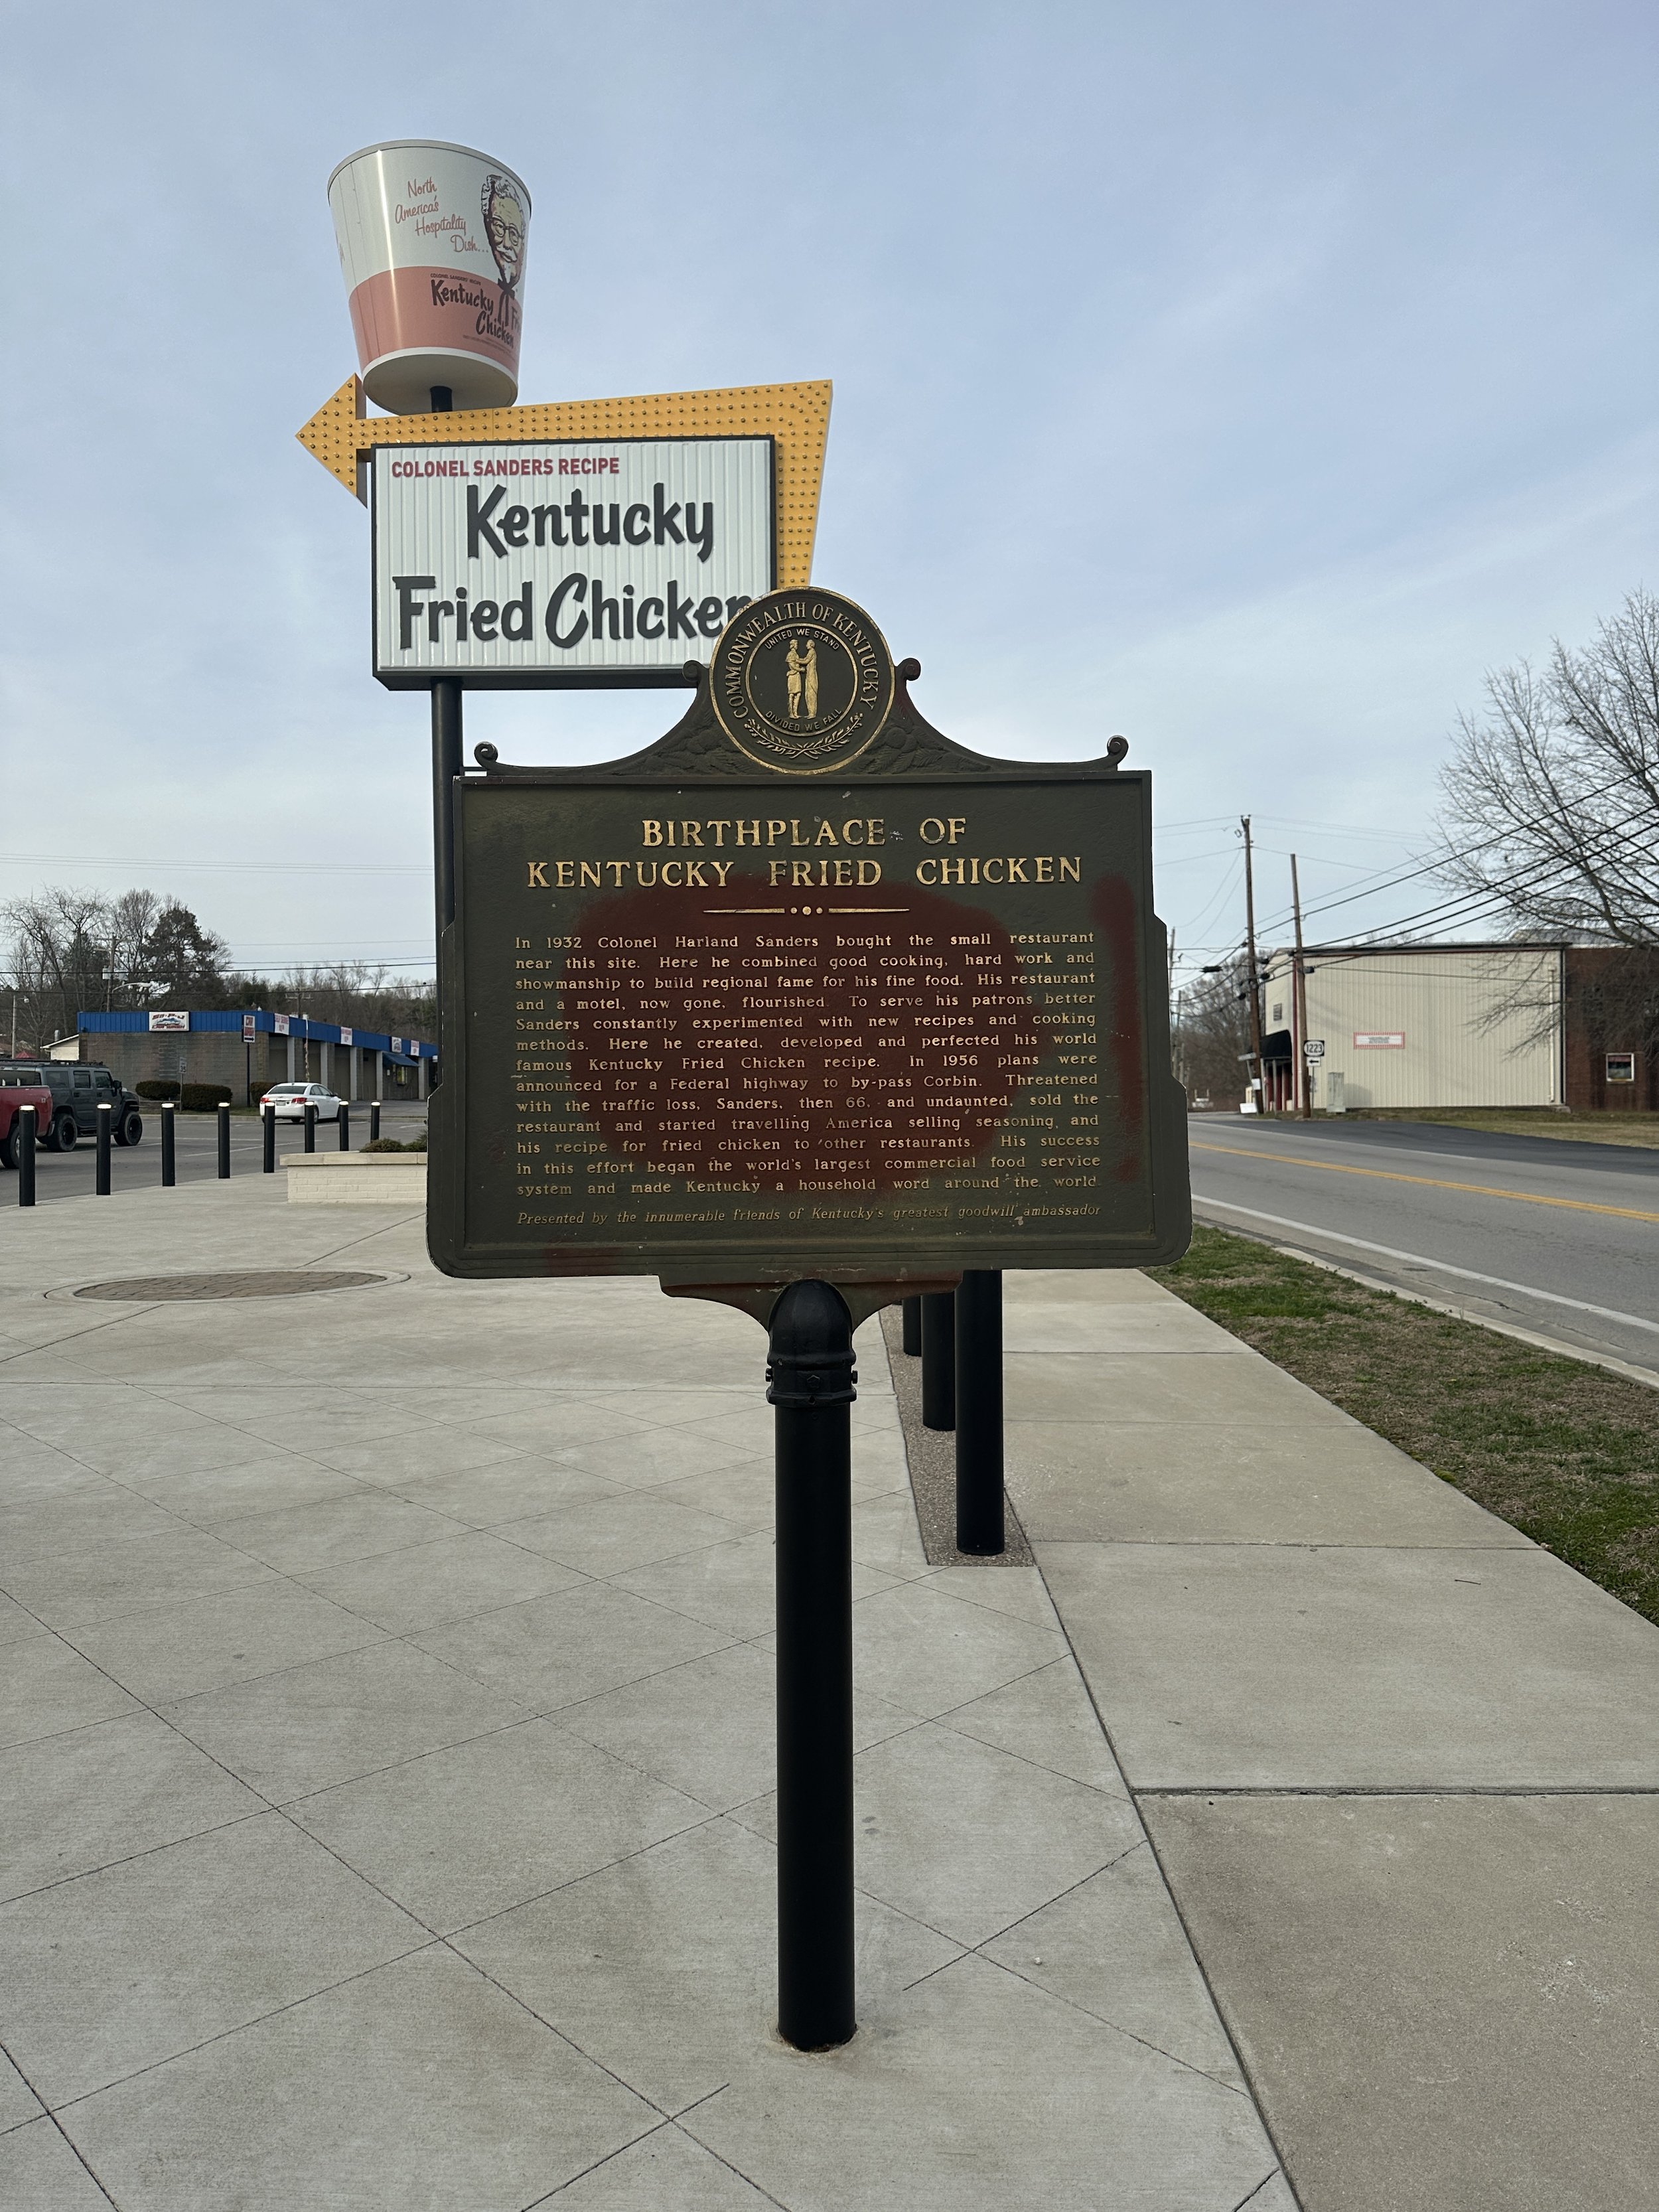 North
America's
Hospitality
Dish...
COLONEL SANDERS' RECIPE
Kentucky
Fri
Chicken
COLONEL SANDERS RECIPE
Kentucky
Fried Chicken
COMMONWEALTH OF KENTUCKY
UNITED WE STAND
DIVIDED WE FALL
BIRTHPLACE OF
KENTUCKY FRIED CHICKEN
In 1932 Colonel Harland Sanders bought the small restaurant
near this site. Here he combined good cooking, hard work and
showmanship to build regional fame for his fine food. His restaurant
and a motel, now gone, flourished. To serve his patrons better
Sanders constantly experimented with new recipes and cooking
methods. Here he created, developed and perfected his world
famous Kentucky Fried Chicken recipe. In 1956 plans were
announced for a Federal highway to by-pass Corbin. Threatened
with the traffic loss, Sanders, then 66, and undaunted, sold the
restaurant and started travelling America selling seasoning, and
his recipe for fried chicken to other restaurants. His success
in this effort began the world's largest commercial food service
system and made Kentucky a household word around the world.
Presented by the innumerable friends of Kentucky's greatest goodwill ambassador
1223